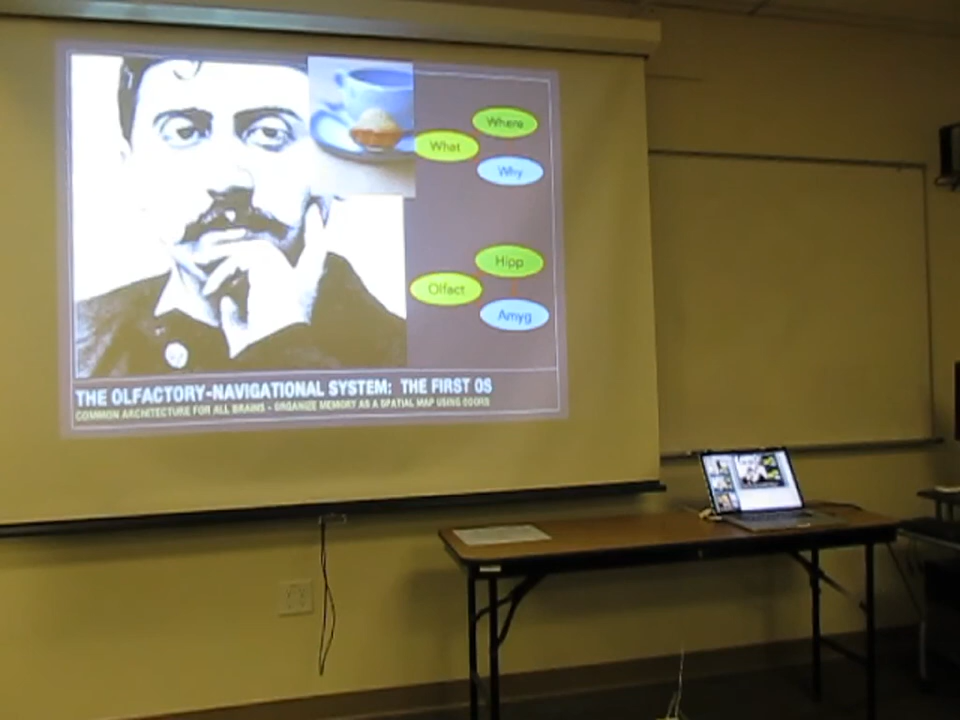 Where
What
Why
Hipp
Olfact
Amyg
THE OLFACTORY-NAVIGATIONAL SYSTEM: THE FIRST OS
COMMON ARCHITECTURE FOR ALL BRAINS - ORGANIZE MEMORY AS A SPATIAL MAP USING ODORS